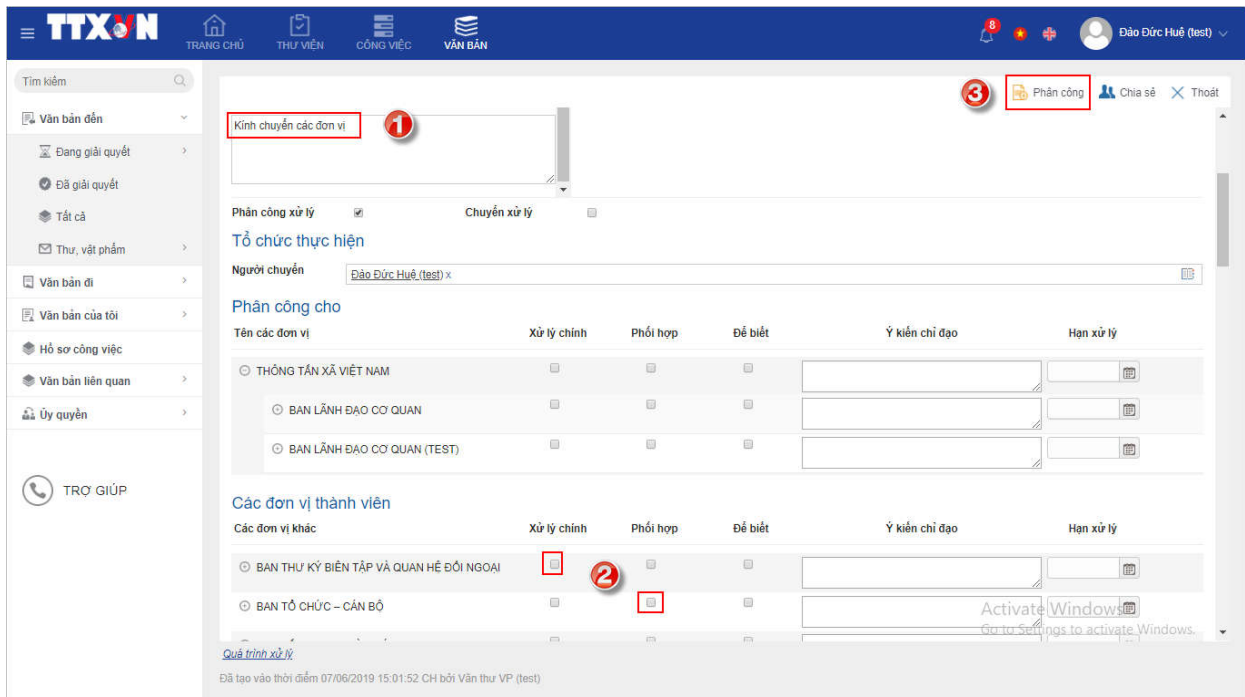 TTXVN
TRANG CHỦ
THƯ VIỆN
CÔNG VIỆC
VĂN BẢN
8
Đào Đức Huệ (test)
Tìm kiếm
Văn bản đến
Đang giải quyết
Đã giải quyết
Tất cả
Thư, vật phẩm
Văn bản đi
Văn bản của tôi
Hồ sơ công việc
Văn bản liên quan
Ủy quyền
TRỢ GIÚP
3 Phân công Chia sẻ Thoát
Kính chuyển các đơn vị 1
Phân công xử lý Chuyển xử lý
Tổ chức thực hiện
Người chuyển Đào Đức Huệ (test) x
Phân công cho
Tên các đơn vị Xử lý chính Phối hợp Để biết Ý kiến chỉ đạo Hạn xử lý
THÔNG TẤN XÃ VIỆT NAM
BAN LÃNH ĐẠO CƠ QUAN
BAN LÃNH ĐẠO CƠ QUAN (TEST)
Các đơn vị thành viên
Các đơn vị khác Xử lý chính Phối hợp Để biết Ý kiến chỉ đạo Hạn xử lý
BAN THƯ KÝ BIÊN TẬP VÀ QUAN HỆ ĐỐI NGOẠI
2
BAN TỔ CHỨC – CÁN BỘ
Activate Windows
Go to Settings to activate Windows.
Quá trình xử lý
Đã tạo vào thời điểm 07/06/2019 15:01:52 CH bởi Văn thư VP (test)